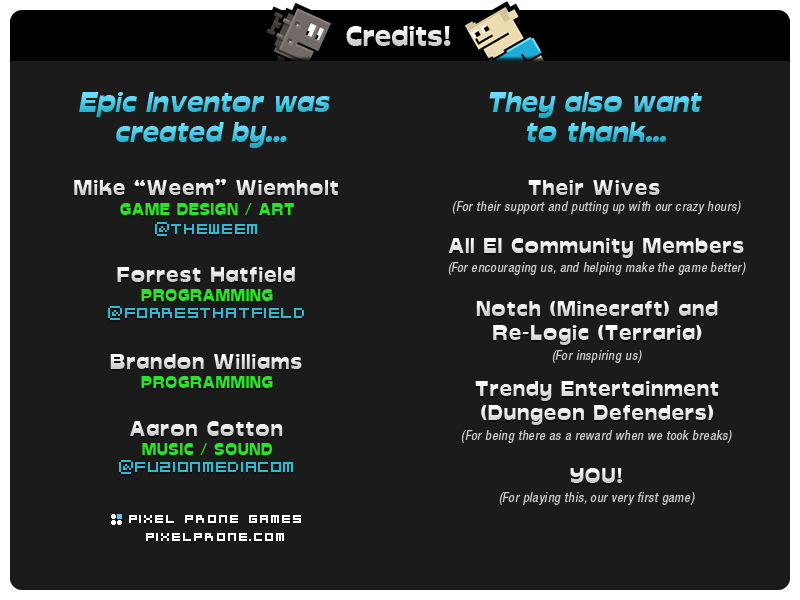 Credits!
Epic Inventor was
created by...
Mike “Weem” Wiemholt
GAME DESIGN / ART
@THEWEEM
Forrest Hatfield
PROGRAMMING
@FORRESTHATFIELD
Brandon Williams
PROGRAMMING
Aaron Cotton
MUSIC / SOUND
@FUZIONMEDIACOM
PIXEL PRONE GAMES
PIXELPRONE.COM
They also want
to thank...
Their Wives
(For their support and putting up with our crazy hours)
All EI Community Members
(For encouraging us, and helping make the game better)
Notch (Minecraft) and
Re-Logic (Terraria)
(For inspiring us)
Trendy Entertainment
(Dungeon Defenders)
(For being there as a reward when we took breaks)
YOU!
(For playing this, our very first game)